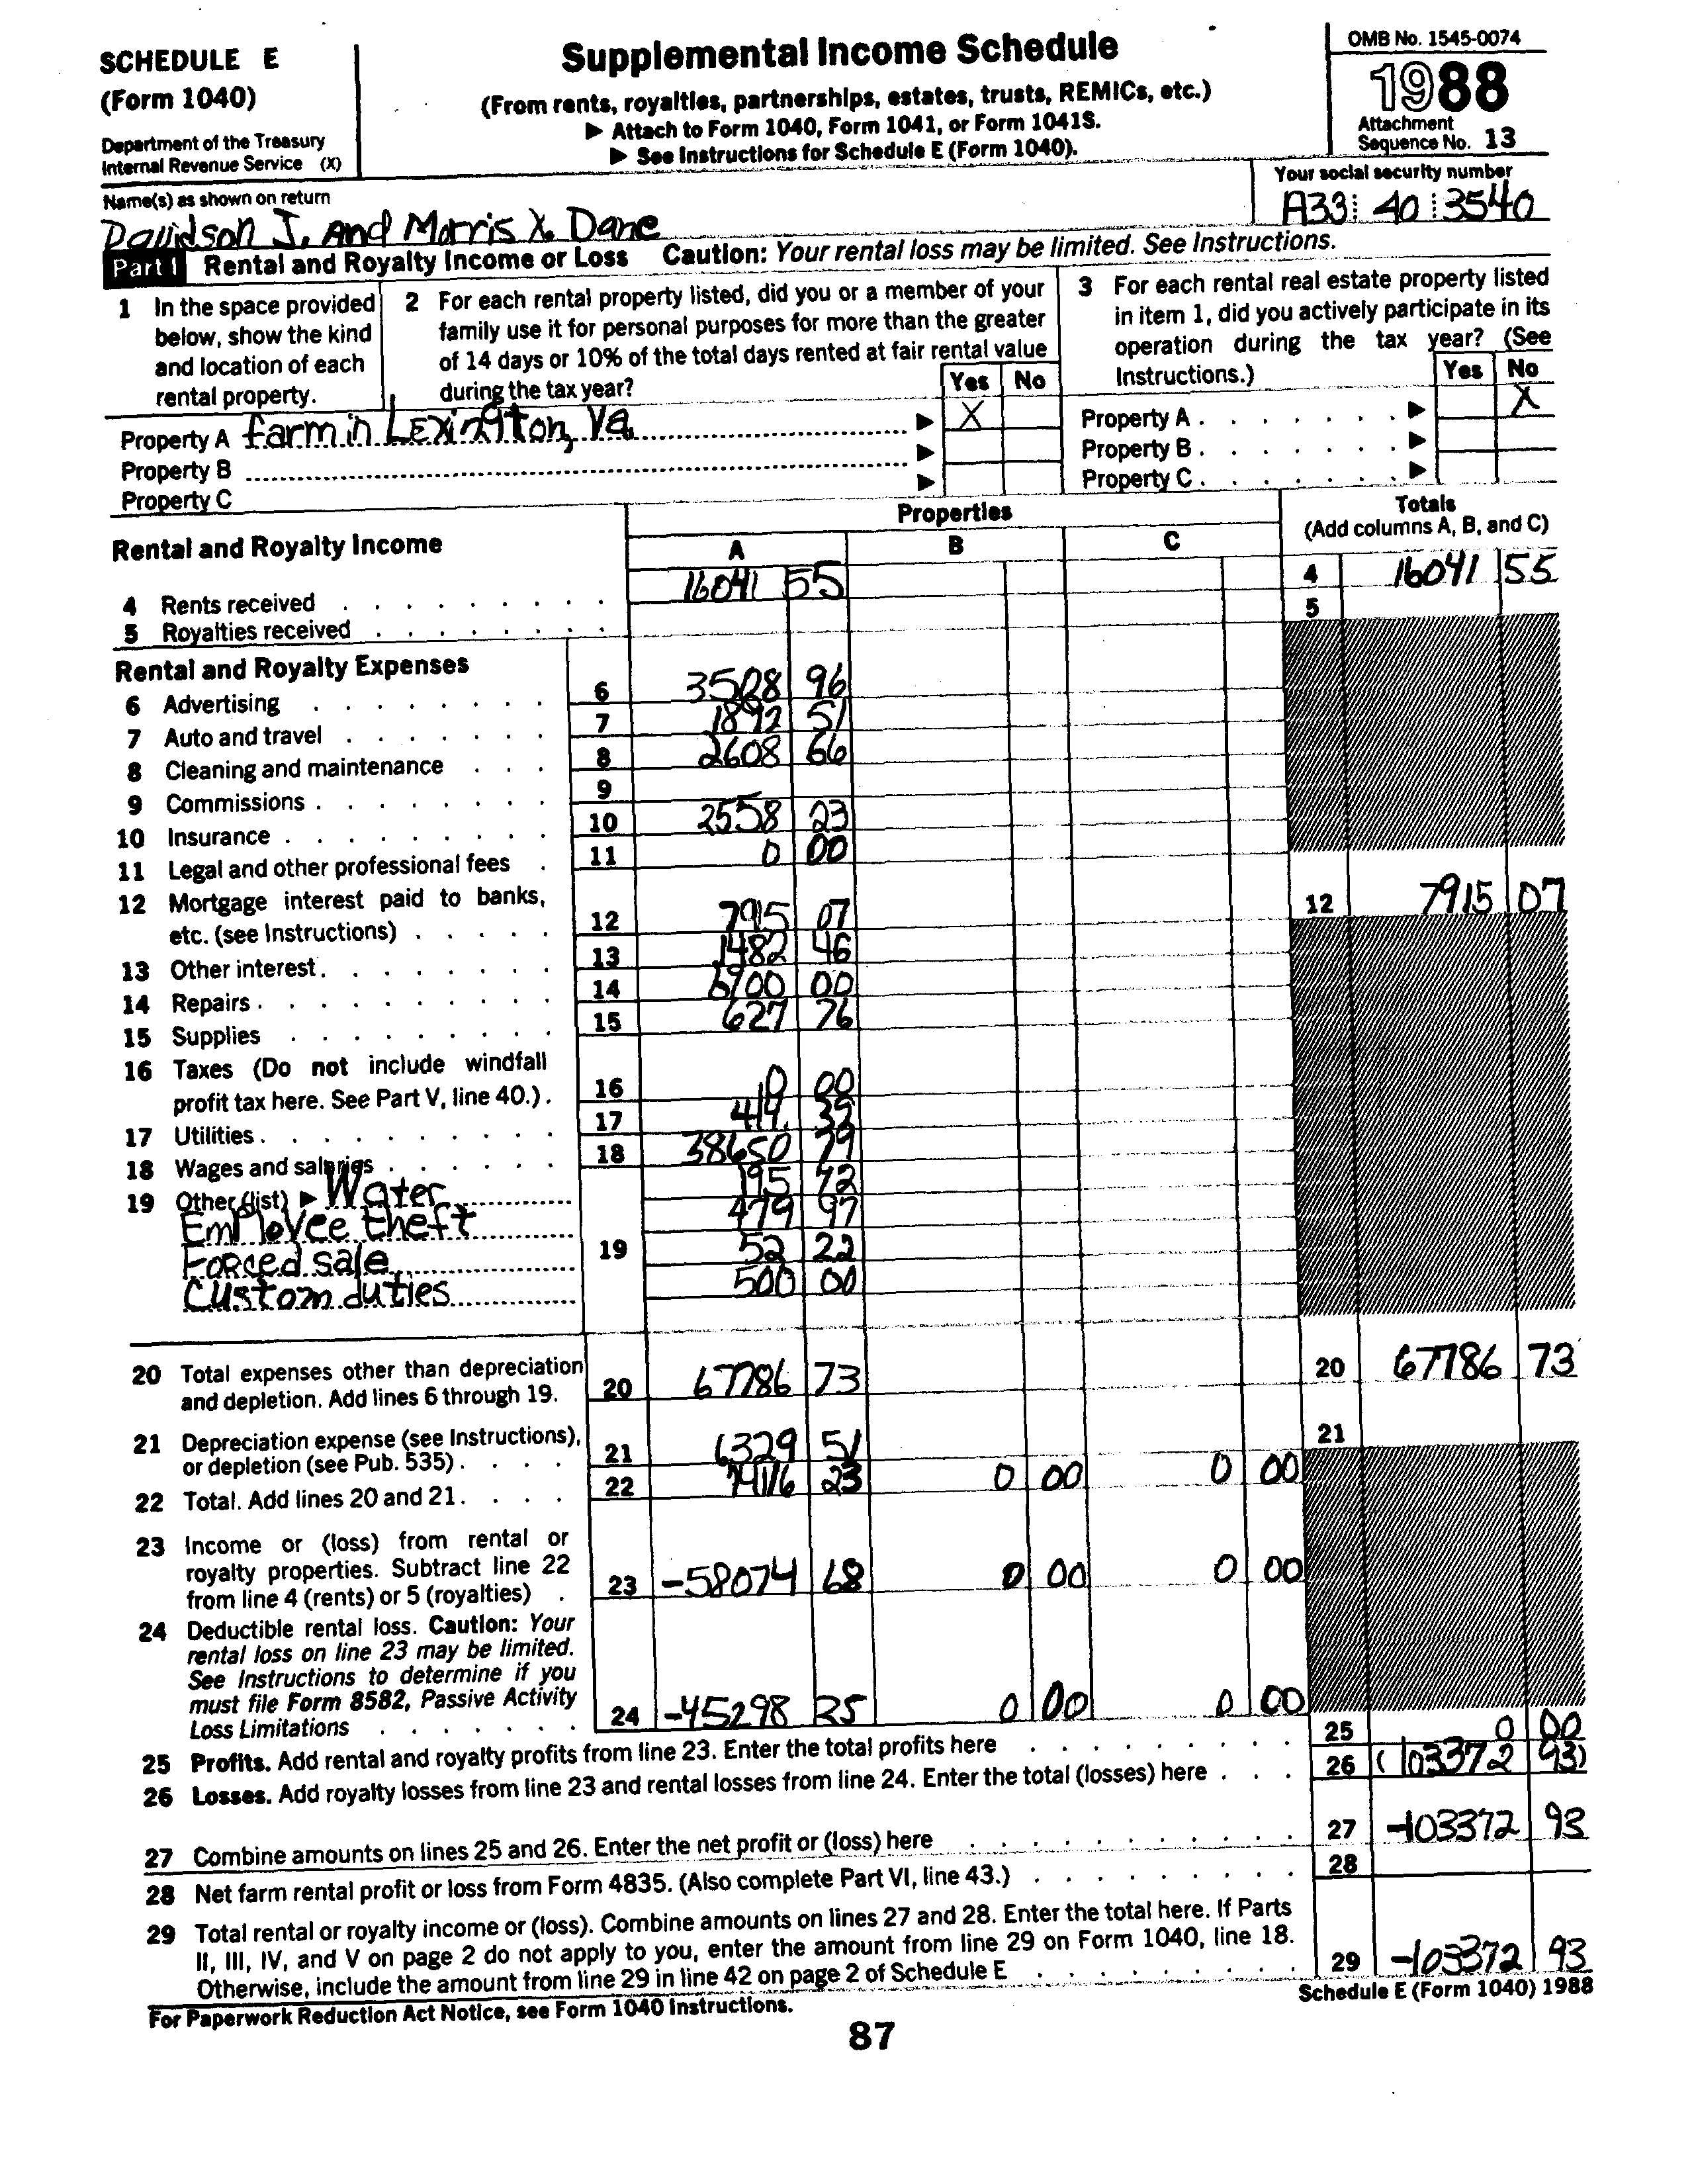 SCHEDULE E
(Form 1040)
Department of the Treasury
Internal Revenue Service (X)
Supplemental Income Schedule
(From rents, royalties, partnerships, estates, trusts, REMICs, etc.)
▶ Attach to Form 1040, Form 1041, or Form 1041S.
▶ See Instructions for Schedule E (Form 1040).
OMB No. 1545-0074
1988
Attachment
Sequence No. 13
Name(s) as shown on return
Davidson J. And Morris X. Dane
Your social security number
A33 40 3540
Part I Rental and Royalty Income or Loss Caution: Your rental loss may be limited. See Instructions.
1 In the space provided
below, show the kind
and location of each
rental property.
2 For each rental property listed, did you or a member of your
family use it for personal purposes for more than the greater
of 14 days or 10% of the total days rented at fair rental value
during the tax year?
Yes No
3 For each rental real estate property listed
in item 1, did you actively participate in its
operation during the tax year? (See
Instructions.)
Yes No
Property A farm in Lexington, Va ▶ X
Property B ▶
Property C ▶
Property A ▶ X
Property B ▶
Property C ▶
Rental and Royalty Income
Properties
A B C
Totals
(Add columns A, B, and C)
4 Rents received 16041 55 4 16041 55
5 Royalties received 5
Rental and Royalty Expenses
6 Advertising 6 3508 96
7 Auto and travel 7 1892 51
8 Cleaning and maintenance 8 2608 66
9 Commissions 9
10 Insurance 10 2558 23
11 Legal and other professional fees 11 0 00
12 Mortgage interest paid to banks,
etc. (see Instructions) 12 7915 07 12 7915 07
13 Other interest 13 1482 46
14 Repairs 14 00
15 Supplies 15 627 76
16 Taxes (Do not include windfall
profit tax here. See Part V, line 40.) 16 0 00
17 Utilities 17 414
18 Wages and salaries 18 38650 79
19 Other (list) ▶ Water 195 72
Employee theft 479 97
Forced sale 19 52 22
Custom duties 500 00
20 Total expenses other than depreciation
and depletion. Add lines 6 through 19. 20 67786 73 20 67786 73
21 Depreciation expense (see Instructions),
or depletion (see Pub. 535) 21 6329 51 21
22 Total. Add lines 20 and 21. 22 74116 23 0 00 0 00
23 Income or (loss) from rental or
royalty properties. Subtract line 22
from line 4 (rents) or 5 (royalties) 23 -58074 68 0 00 0 00
24 Deductible rental loss. Caution: Your
rental loss on line 23 may be limited.
See Instructions to determine if you
must file Form 8582, Passive Activity
Loss Limitations 24 -45298 25 0 00 0 00
25 Profits. Add rental and royalty profits from line 23. Enter the total profits here 25 0 00
26 Losses. Add royalty losses from line 23 and rental losses from line 24. Enter the total (losses) here 26 (103372 93)
27 Combine amounts on lines 25 and 26. Enter the net profit or (loss) here 27 -103372 93
28 Net farm rental profit or loss from Form 4835. (Also complete Part VI, line 43.) 28
29 Total rental or royalty income or (loss). Combine amounts on lines 27 and 28. Enter the total here. If Parts
II, III, IV, and V on page 2 do not apply to you, enter the amount from line 29 on Form 1040, line 18.
Otherwise, include the amount from line 29 in line 42 on page 2 of Schedule E 29 -103372 93
For Paperwork Reduction Act Notice, see Form 1040 Instructions.
Schedule E (Form 1040) 1988
87